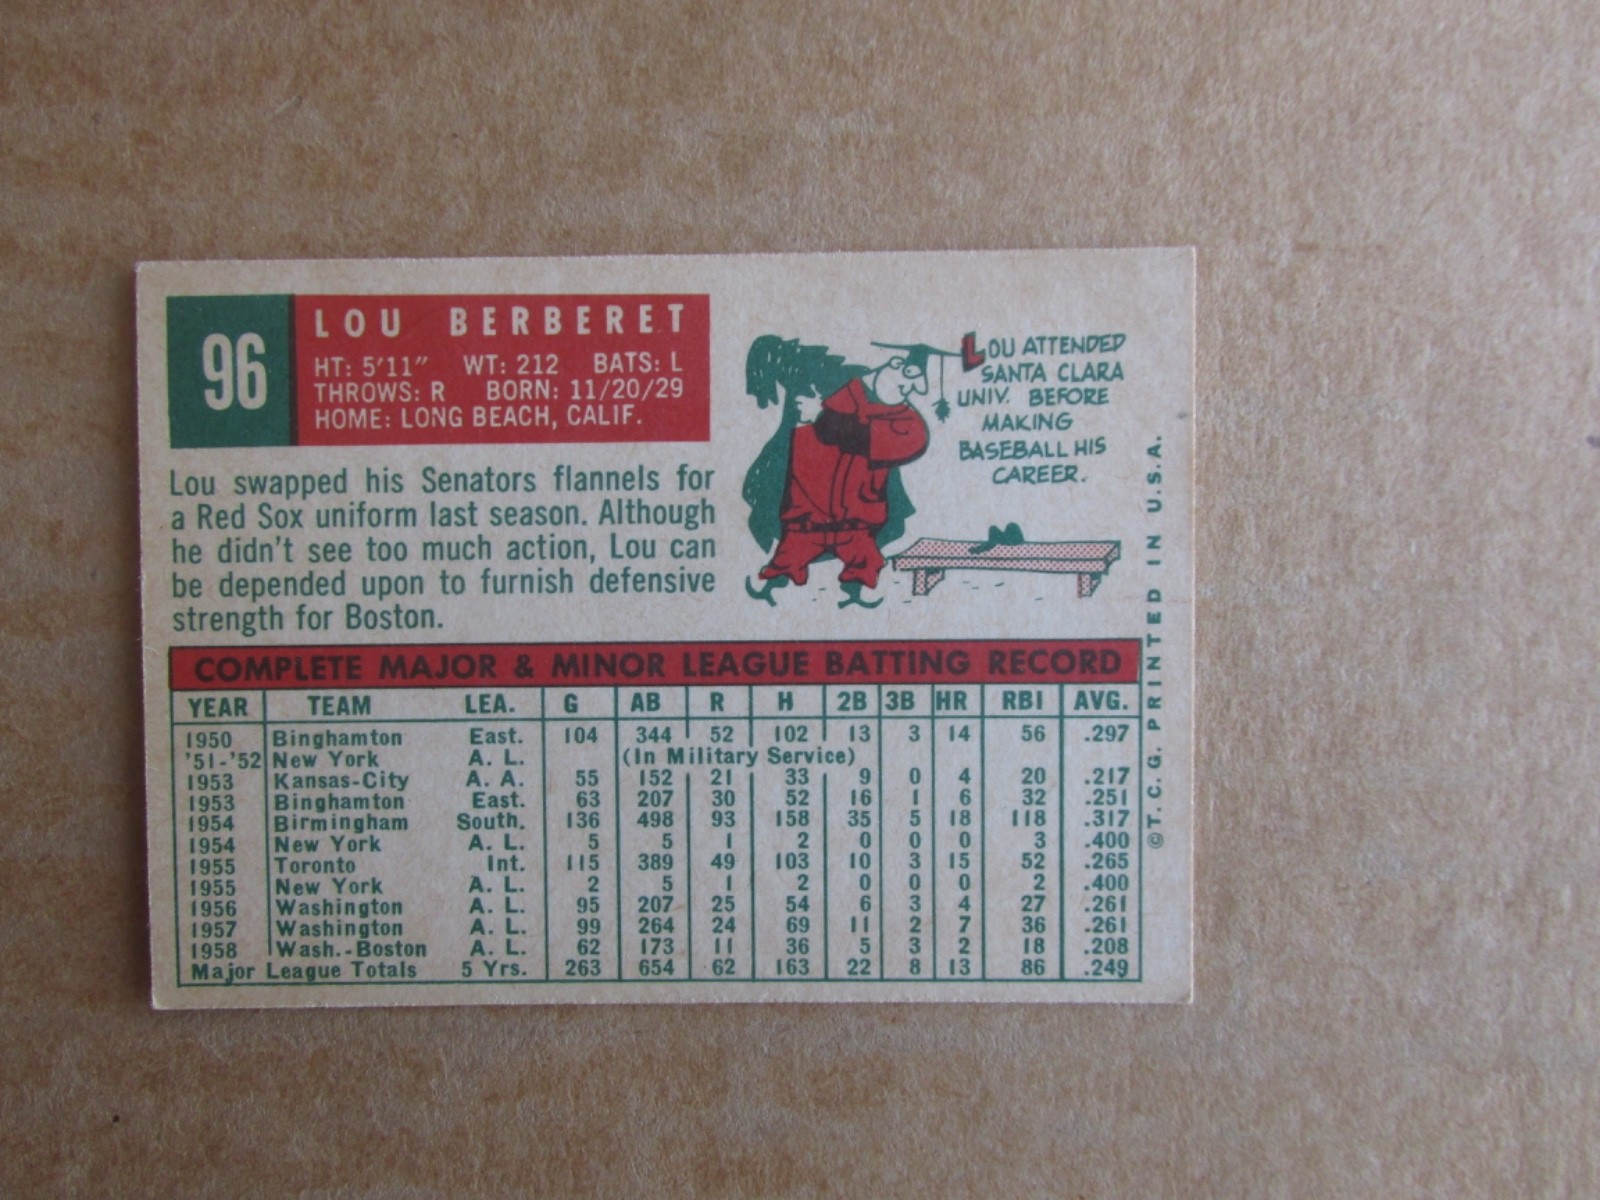 96
LOU BERBERET
HT: 5'11" WT: 212 BATS: L
THROWS: R BORN: 11/20/29
HOME: LONG BEACH, CALIF.
Lou swapped his Senators flannels for
a Red Sox uniform last season. Although
he didn't see too much action, Lou can
be depended upon to furnish defensive
strength for Boston.
LOU ATTENDED
SANTA CLARA
UNIV. BEFORE
MAKING
BASEBALL HIS
CAREER.
COMPLETE MAJOR & MINOR LEAGUE BATTING RECORD
YEAR TEAM LEA. G AB R H 2B 3B HR RBI AVG.
1950 Binghamton East. 104 344 52 102 13 3 14 56 .297
'51-'52 New York A. L. (In Military Service)
1953 Kansas-City A. A. 55 152 21 33 9 0 4 20 .217
1953 Binghamton East. 63 207 30 52 16 1 6 32 .251
1954 Birmingham South. 136 498 93 158 35 5 18 118 .317
1954 New York A. L. 5 5 1 2 0 0 0 3 .400
1955 Toronto Int. 115 389 49 103 10 3 15 52 .265
1955 New York A. L. 2 5 1 2 0 0 0 2 .400
1956 Washington A. L. 95 207 25 54 6 3 4 27 .261
1957 Washington A. L. 99 264 24 69 11 2 7 36 .261
1958 Wash.-Boston A. L. 62 173 11 36 5 3 2 18 .208
Major League Totals 5 Yrs. 263 654 62 163 22 8 13 86 .249
©T.C.G. PRINTED IN U.S.A.